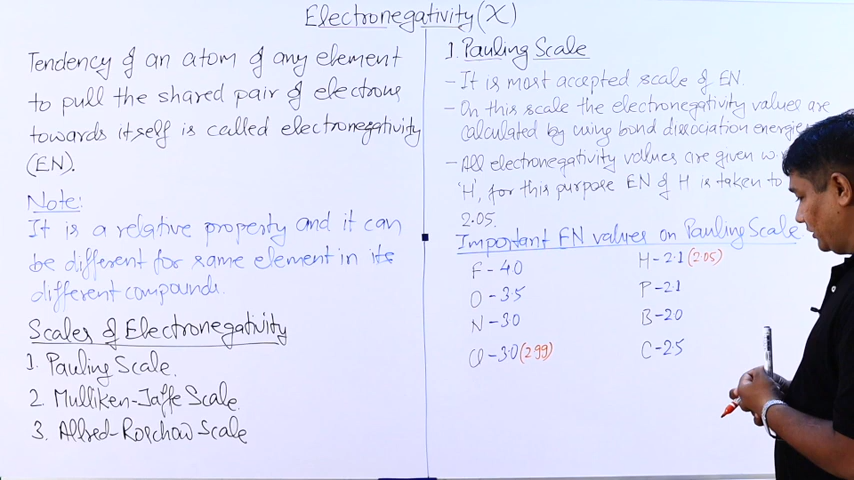 Electronegativity (X)
Tendency of an atom of any element
to pull the shared pair of electrons
towards itself is called electronegativity
(EN).
Note:
It is a relative property and it can
be different for same element in its
different compounds.
Scales of Electronegativity
1. Pauling Scale.
2. Mulliken-Jaffe Scale.
3. Allred-Rochow Scale
1. Pauling Scale
- It is most accepted scale of EN.
- On this scale the electronegativity values are
calculated by using bond dissociation energies
- All electronegativity values are given w
'H', for this purpose EN of H is taken to
2.05.
Important EN values on Pauling Scale
F - 4.0
O - 3.5
N - 3.0
Cl - 3.0 (2.99)
H - 2.1 (2.05)
P - 2.1
B - 2.0
C - 2.5